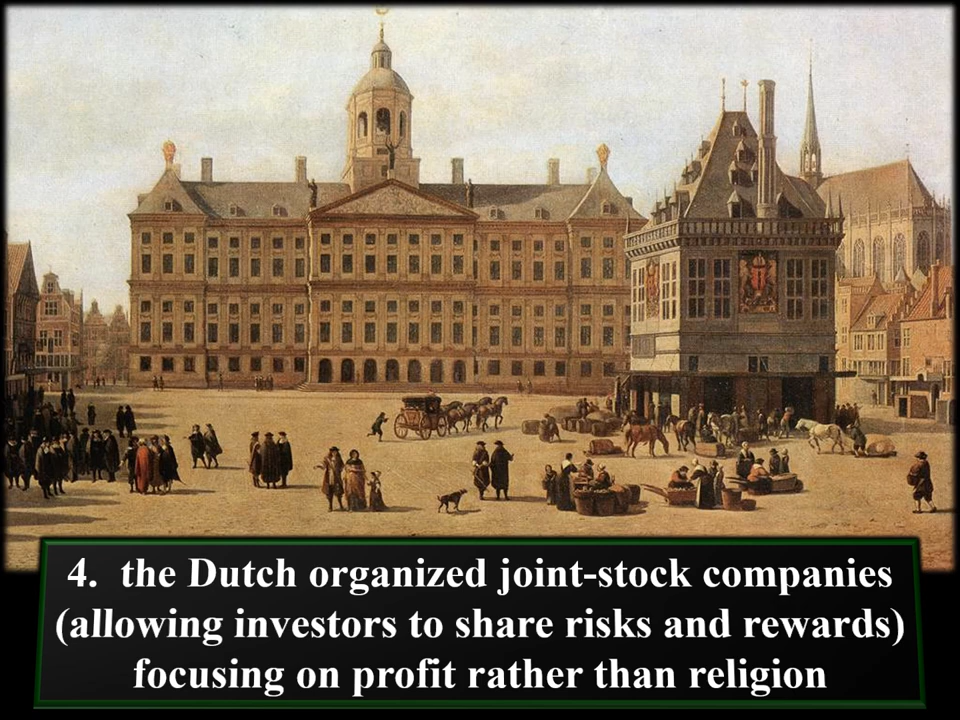 4. the Dutch organized joint-stock companies
(allowing investors to share risks and rewards)
focusing on profit rather than religion